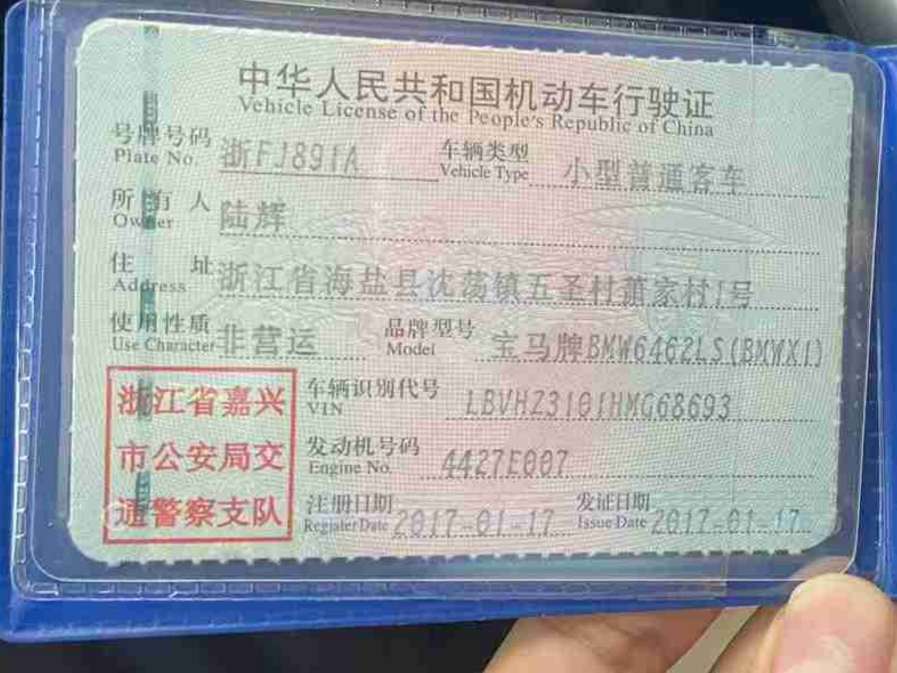 中华人民共和国机动车行驶证
Vehicle License of the People's Republic of China
号牌号码 浙FJ891A 车辆类型 小型普通客车
Plate No. Vehicle Type
所有人 陆辉
Owner
住址 浙江省海盐县沈荡镇五圣村萧家村1号
Address
使用性质 非营运 品牌型号 宝马牌BMW6462LS(BMWX1)
Use Character Model
浙江省嘉兴
市公安局交
通警察支队
车辆识别代号 LBVHZ3101HMG68693
VIN
发动机号码 4427E007
Engine No.
注册日期 2017-01-17 发证日期 2017-01-17
Register Date Issue Date